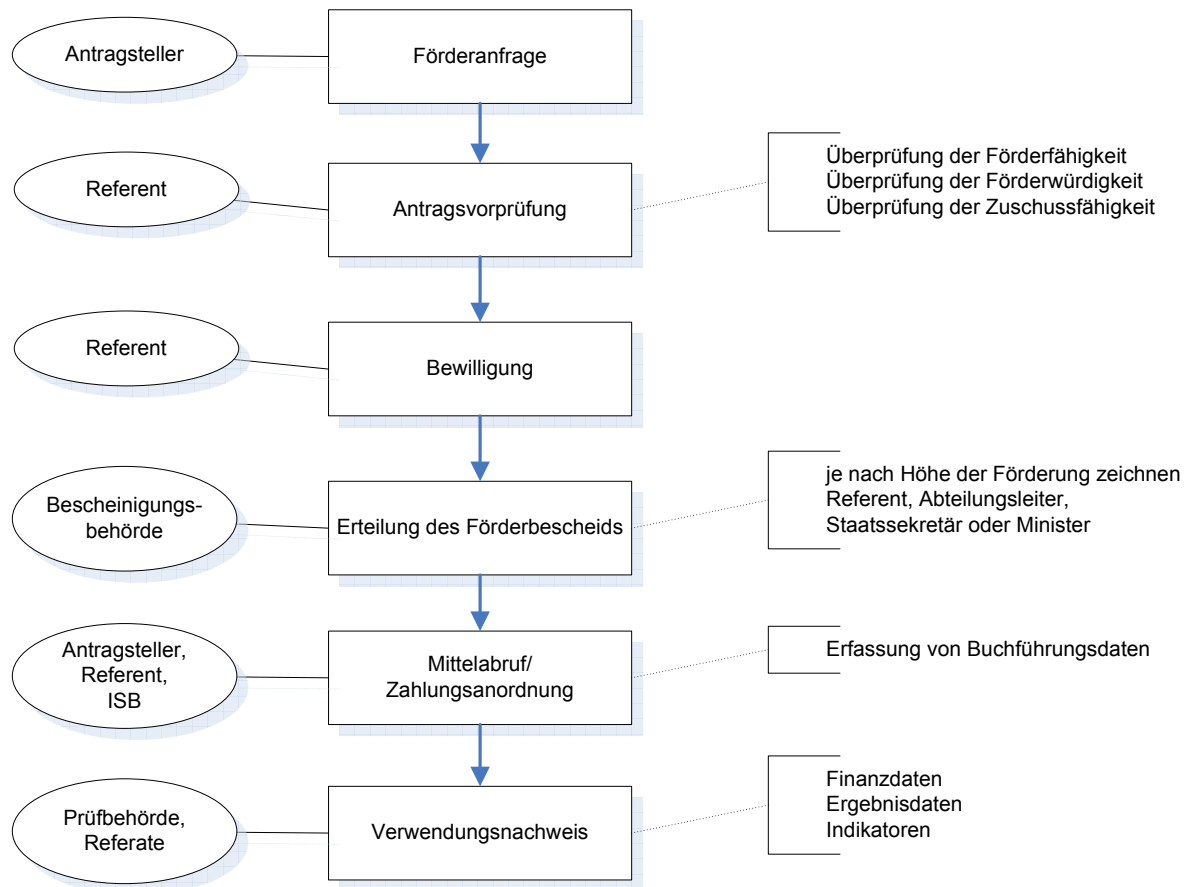 Antragsteller
Förderanfrage
Referent
Antragsvorprüfung
Überprüfung der Förderfähigkeit
Überprüfung der Förderwürdigkeit
Überprüfung der Zuschussfähigkeit
Referent
Bewilligung
Bescheinigungs-
behörde
Erteilung des Förderbescheids
je nach Höhe der Förderung zeichnen
Referent, Abteilungsleiter,
Staatssekretär oder Minister
Antragsteller,
Referent,
ISB
Mittelabruf/
Zahlungsanordnung
Erfassung von Buchführungsdaten
Prüfbehörde,
Referate
Verwendungsnachweis
Finanzdaten
Ergebnisdaten
Indikatoren